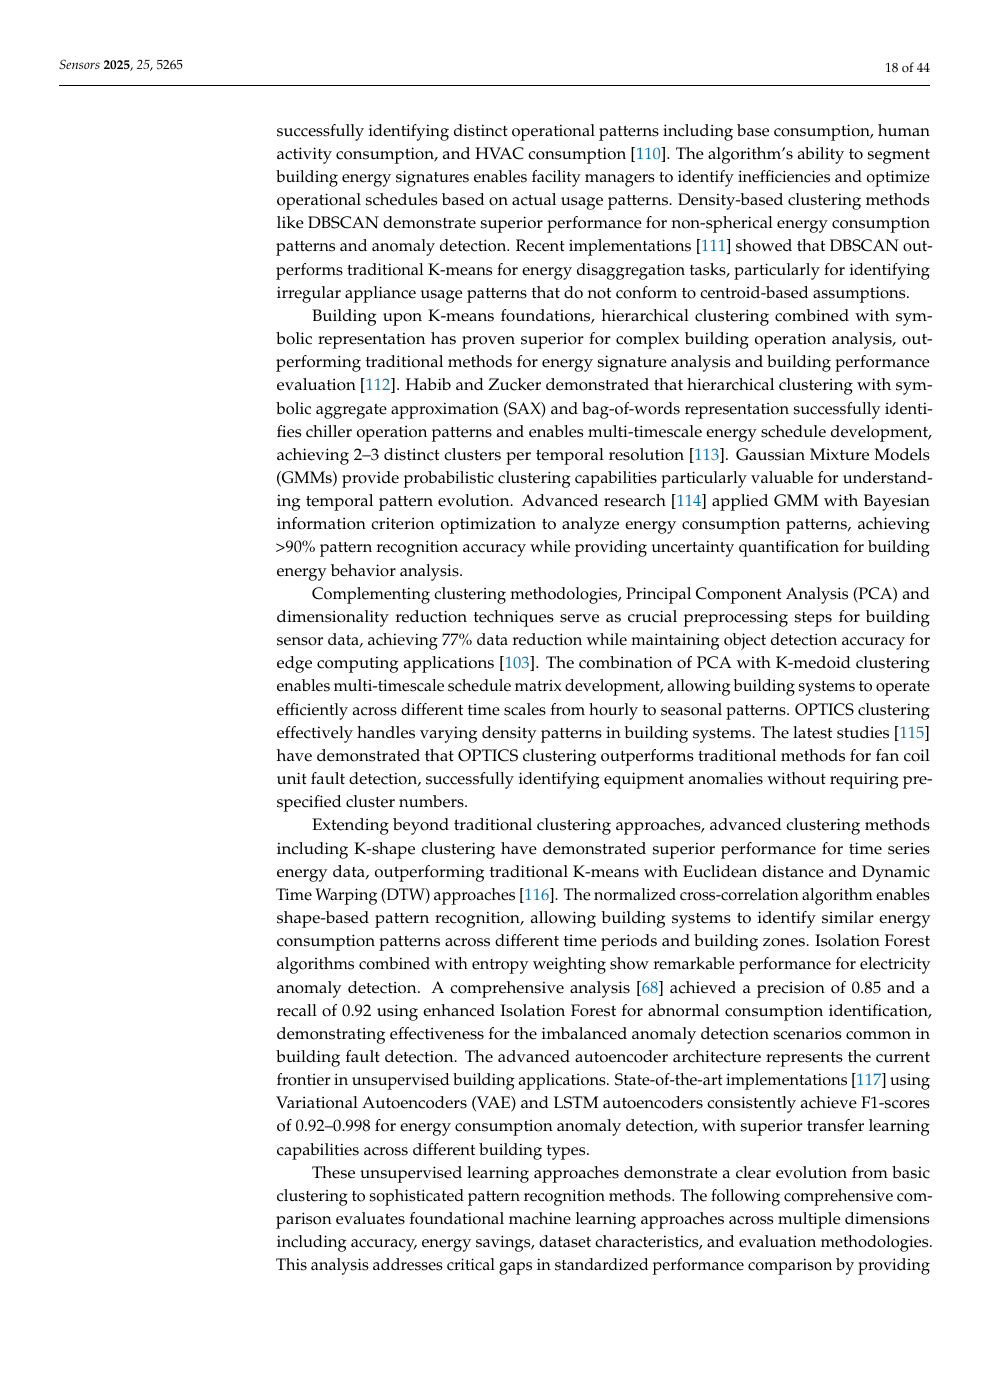 Sensors 2025, 25, 5265
18 of 44
successfully identifying distinct operational patterns including base consumption, human
activity consumption, and HVAC consumption [110]. The algorithm's ability to segment
building energy signatures enables facility managers to identify inefficiencies and optimize
operational schedules based on actual usage patterns. Density-based clustering methods
like DBSCAN demonstrate superior performance for non-spherical energy consumption
patterns and anomaly detection. Recent implementations [111] showed that DBSCAN out-
performs traditional K-means for energy disaggregation tasks, particularly for identifying
irregular appliance usage patterns that do not conform to centroid-based assumptions.
Building upon K-means foundations, hierarchical clustering combined with sym-
bolic representation has proven superior for complex building operation analysis, out-
performing traditional methods for energy signature analysis and building performance
evaluation [112]. Habib and Zucker demonstrated that hierarchical clustering with sym-
bolic aggregate approximation (SAX) and bag-of-words representation successfully identi-
fies chiller operation patterns and enables multi-timescale energy schedule development,
achieving 2–3 distinct clusters per temporal resolution [113]. Gaussian Mixture Models
(GMMs) provide probabilistic clustering capabilities particularly valuable for understand-
ing temporal pattern evolution. Advanced research [114] applied GMM with Bayesian
information criterion optimization to analyze energy consumption patterns, achieving
>90% pattern recognition accuracy while providing uncertainty quantification for building
energy behavior analysis.
Complementing clustering methodologies, Principal Component Analysis (PCA) and
dimensionality reduction techniques serve as crucial preprocessing steps for building
sensor data, achieving 77% data reduction while maintaining object detection accuracy for
edge computing applications [103]. The combination of PCA with K-medoid clustering
enables multi-timescale schedule matrix development, allowing building systems to operate
efficiently across different time scales from hourly to seasonal patterns. OPTICS clustering
effectively handles varying density patterns in building systems. The latest studies [115]
have demonstrated that OPTICS clustering outperforms traditional methods for fan coil
unit fault detection, successfully identifying equipment anomalies without requiring pre-
specified cluster numbers.
Extending beyond traditional clustering approaches, advanced clustering methods
including K-shape clustering have demonstrated superior performance for time series
energy data, outperforming traditional K-means with Euclidean distance and Dynamic
Time Warping (DTW) approaches [116]. The normalized cross-correlation algorithm enables
shape-based pattern recognition, allowing building systems to identify similar energy
consumption patterns across different time periods and building zones. Isolation Forest
algorithms combined with entropy weighting show remarkable performance for electricity
anomaly detection. A comprehensive analysis [68] achieved a precision of 0.85 and a
recall of 0.92 using enhanced Isolation Forest for abnormal consumption identification,
demonstrating effectiveness for the imbalanced anomaly detection scenarios common in
building fault detection. The advanced autoencoder architecture represents the current
frontier in unsupervised building applications. State-of-the-art implementations [117] using
Variational Autoencoders (VAE) and LSTM autoencoders consistently achieve F1-scores
of 0.92–0.998 for energy consumption anomaly detection, with superior transfer learning
capabilities across different building types.
These unsupervised learning approaches demonstrate a clear evolution from basic
clustering to sophisticated pattern recognition methods. The following comprehensive com-
parison evaluates foundational machine learning approaches across multiple dimensions
including accuracy, energy savings, dataset characteristics, and evaluation methodologies.
This analysis addresses critical gaps in standardized performance comparison by providing